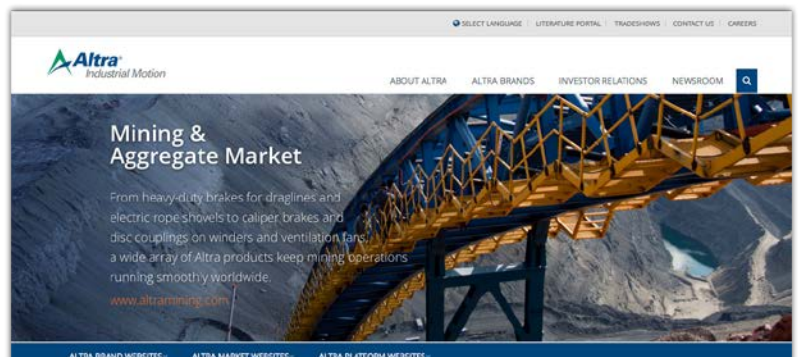 SELECT LANGUAGE | LITERATURE PORTAL | TRADESHOWS | CONTACT US | CAREERS
Altra
Industrial Motion
ABOUT ALTRA ALTRA BRANDS INVESTOR RELATIONS NEWSROOM
Mining &
Aggregate Market
From heavy-duty brakes for draglines and
electric rope shovels to caliper brakes and
disc couplings on winders and ventilation fans,
a wide array of Altra products keep mining operations
running smoothly worldwide.
www.altramining.com
ALTRA BRAND WEBSITES ALTRA MARKET WEBSITES ALTRA PLATFORM WEBSITES